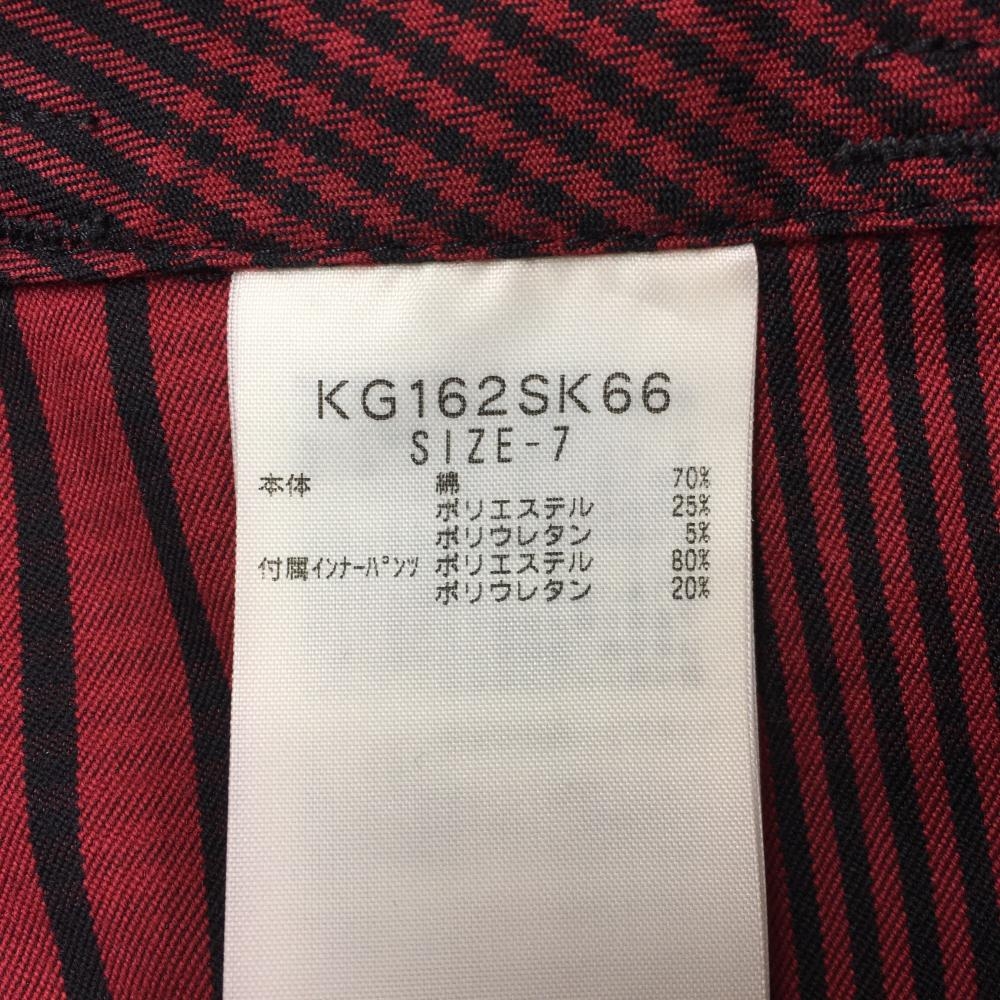 KG162SK66
SIZE-7
本体 綿 70%
ポリエステル 25%
ポリウレタン 5%
付属インナーパンツ ポリエステル 80%
ポリウレタン 20%